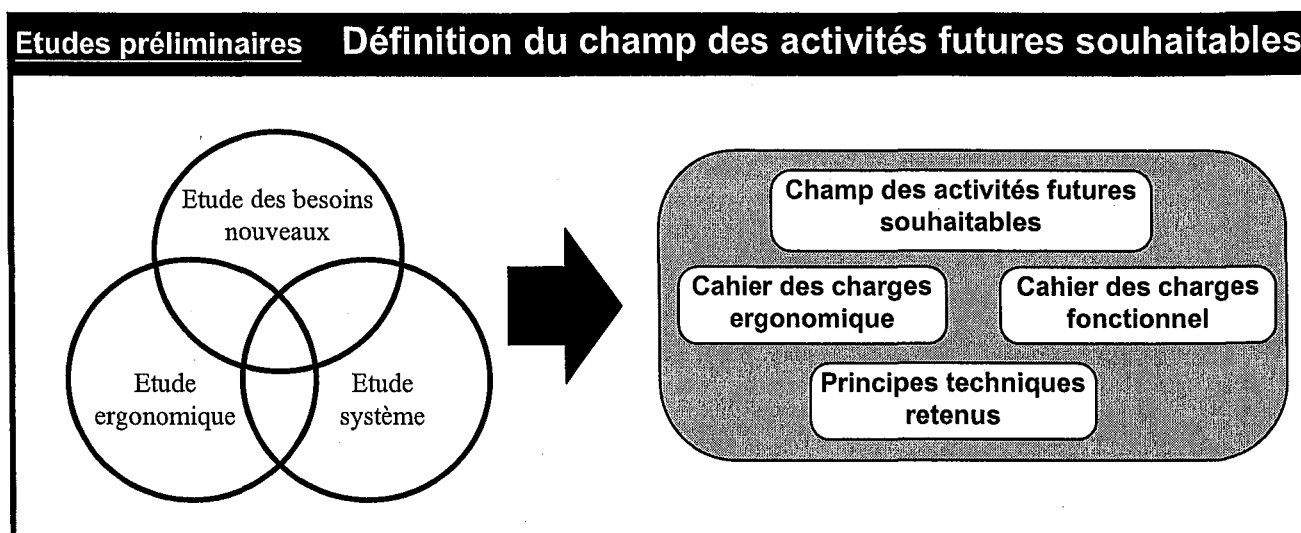 Etudes préliminaires Définition du champ des activités futures souhaitables
Etude des besoins
nouveaux
Etude
ergonomique
Etude
système
Champ des activités futures
souhaitables
Cahier des charges
ergonomique
Cahier des charges
fonctionnel
Principes techniques
retenus